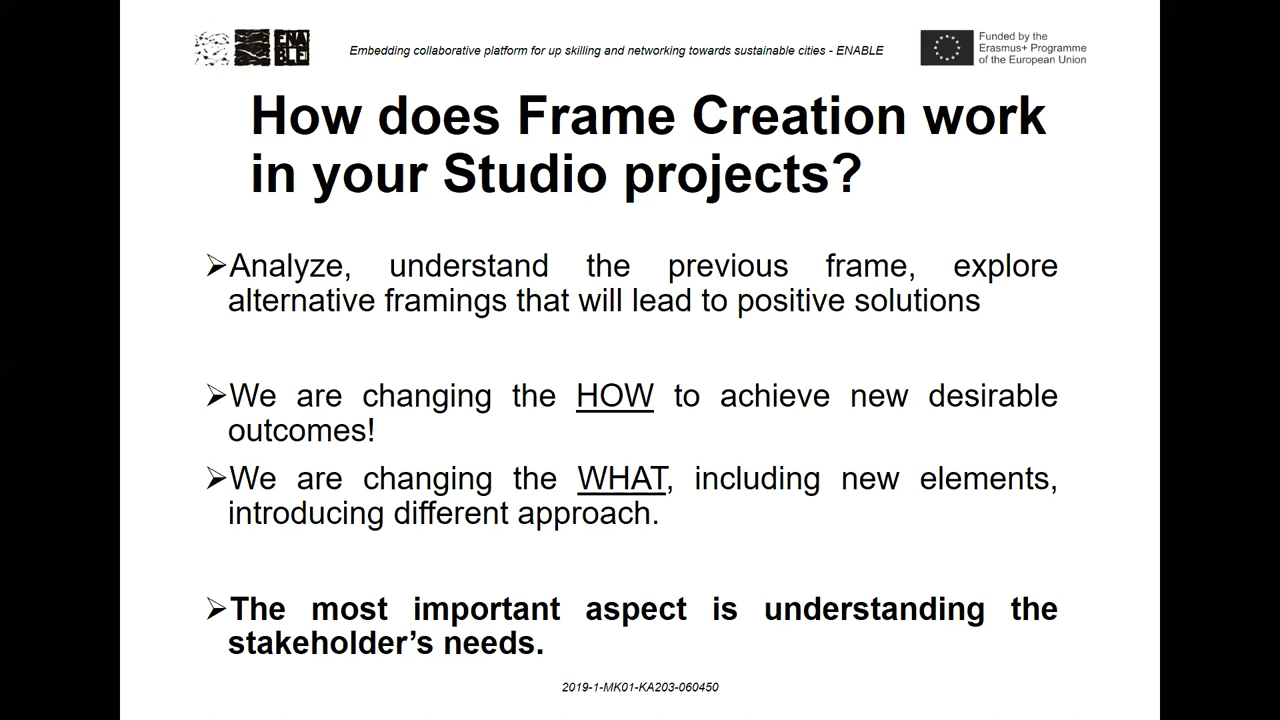 ENA
BLE
Embedding collaborative platform for up skilling and networking towards sustainable cities - ENABLE
Funded by the
Erasmus+ Programme
of the European Union
How does Frame Creation work
in your Studio projects?
➢Analyze, understand the previous frame, explore
alternative framings that will lead to positive solutions
➢We are changing the HOW to achieve new desirable
outcomes!
➢We are changing the WHAT, including new elements,
introducing different approach.
➢The most important aspect is understanding the
stakeholder’s needs.
2019-1-MK01-KA203-060450